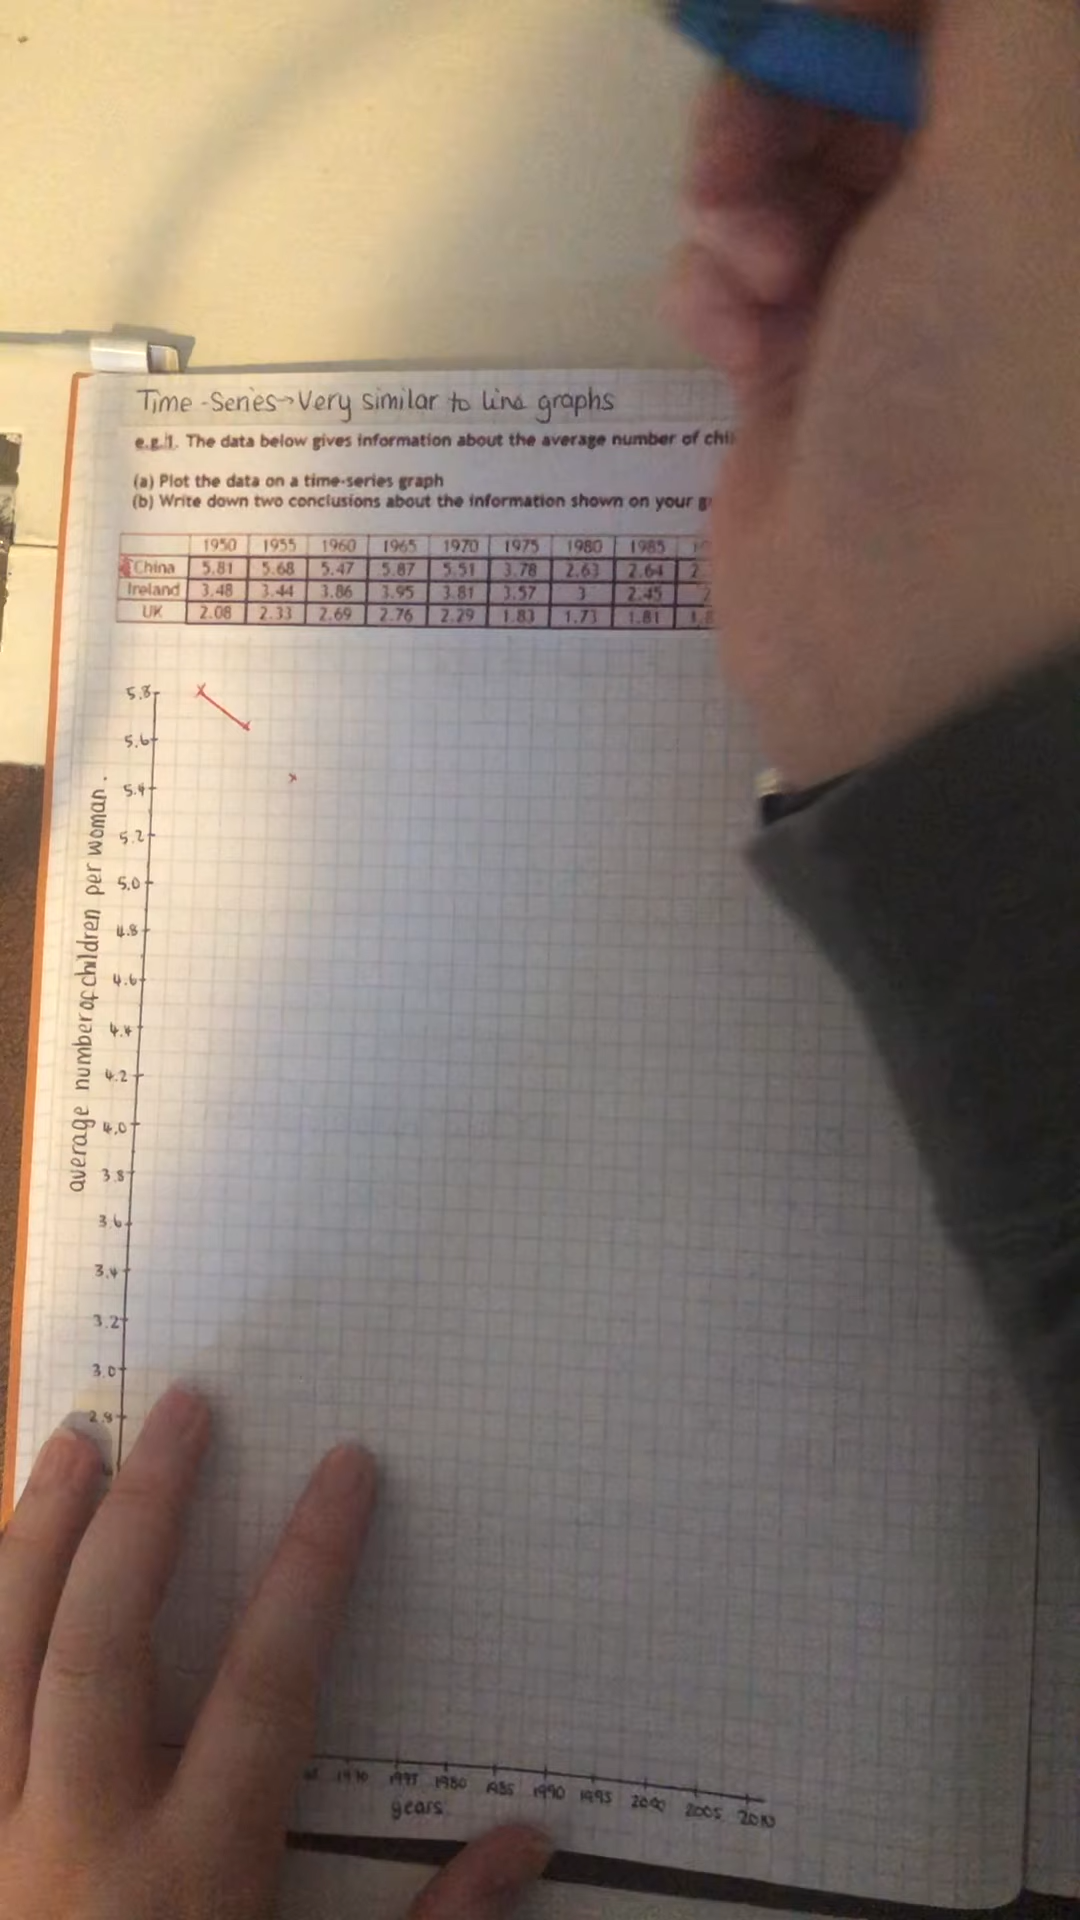 Time-Series→Very similar to line graphs
e.g.1. The data below gives information about the average number of
(a) Plot the data on a time-series graph
(b) Write down two conclusions about the information shown on your
1950 1955 1960 1965 1970 1975 1980 1985
China 5.81 5.68 5.47 5.87 5.51 3.78 2.63 2.64 2.
Ireland 3.48 3.44 3.86 3.95 3.81 3.57 3 2.45 2
UK 2.08 2.33 2.69 2.76 2.29 1.83 1.73 1.81 1.8
5.8
5.6
5.4
5.2
5.0
4.8
4.6
4.4
4.2
4.0
3.8
3.6
3.4
3.2
3.0
2.8
average number of children per woman.
1970 1975 1980 1985 1990 1995 2000 2005 2010
years